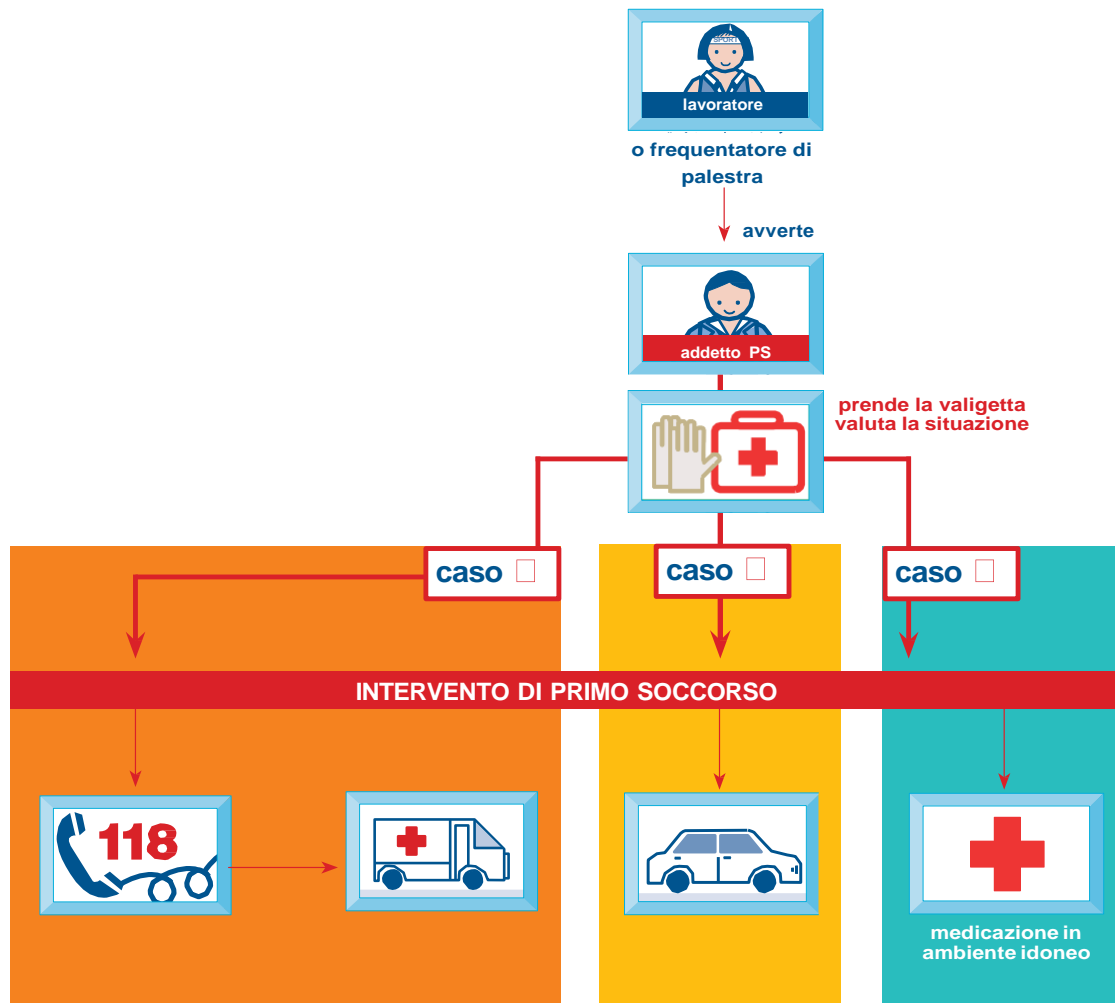 SPORT
lavoratore
o frequentatore di
palestra
avverte
addetto PS
prende la valigetta
valuta la situazione
caso
caso
caso
INTERVENTO DI PRIMO SOCCORSO
118
medicazione in
ambiente idoneo